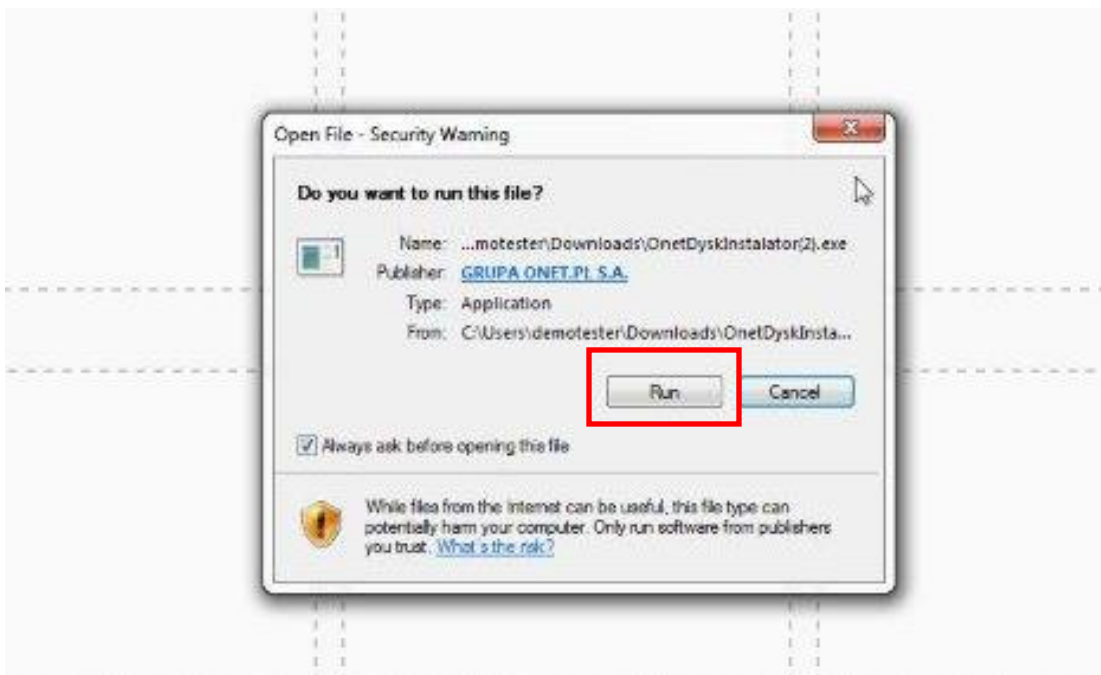 Open File - Security Warning
Do you want to run this file?
Name: ...motester\Downloads\OnetDyskInstalator(2).exe
Publisher: GRUPA ONET.PL S.A.
Type: Application
From: C:\Users\demotester\Downloads\OnetDyskInsta...
Run Cancel
Always ask before opening this file
While files from the Internet can be useful, this file type can
potentially harm your computer. Only run software from publishers
you trust. What's the risk?